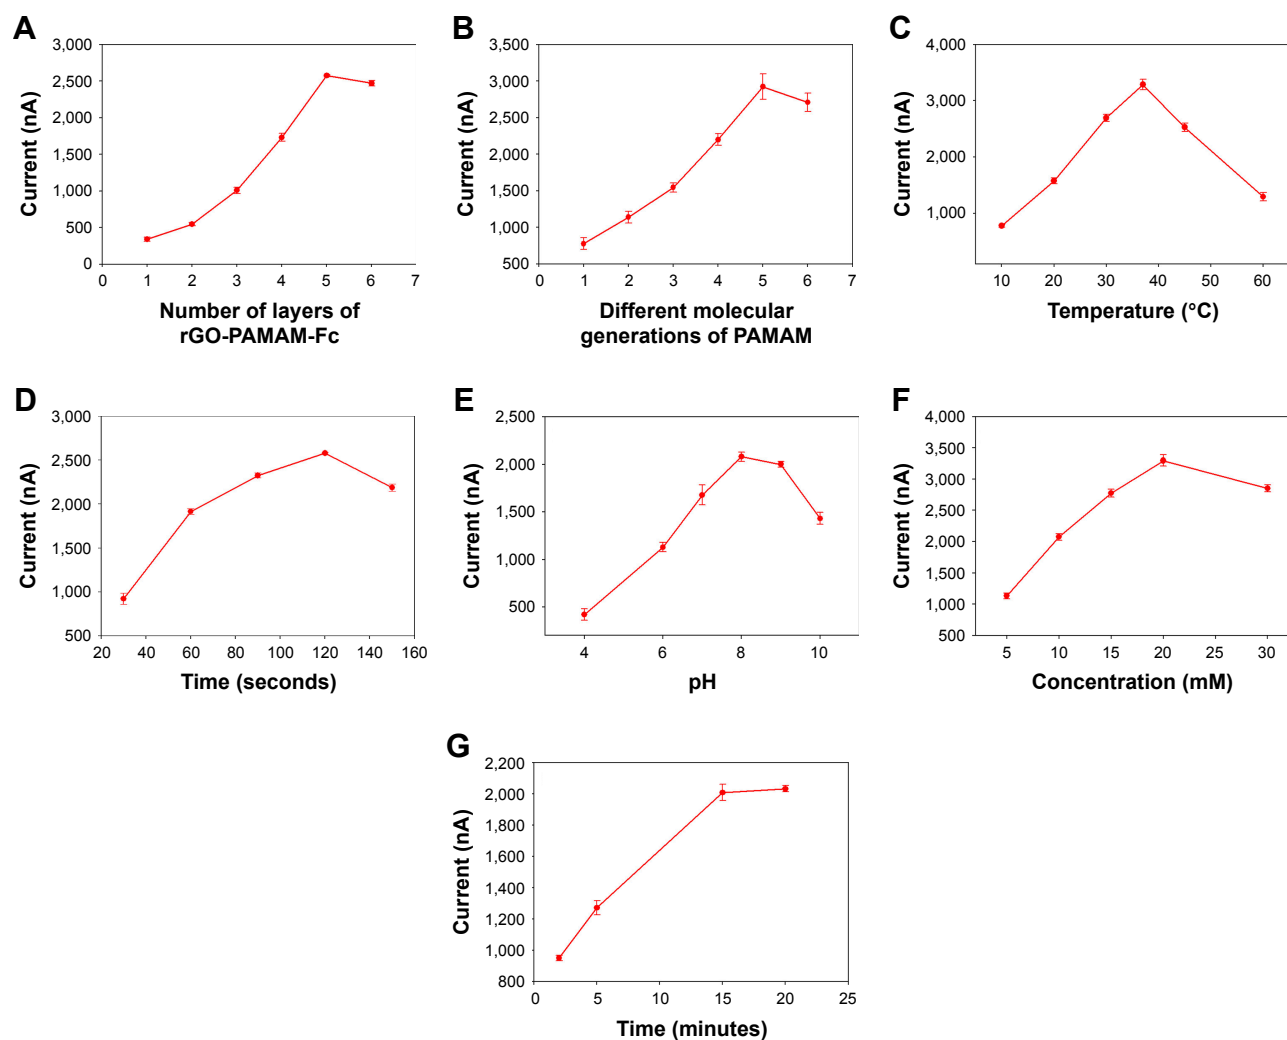 A
3,000
2,500
2,000
1,500
1,000
500
0
Current (nA)
0 1 2 3 4 5 6 7
Number of layers of
rGO-PAMAM-Fc
B
3,500
3,000
2,500
2,000
1,500
1,000
500
Current (nA)
0 1 2 3 4 5 6 7
Different molecular
generations of PAMAM
C
4,000
3,000
2,000
1,000
Current (nA)
10 20 30 40 50 60
Temperature (°C)
D
3,000
2,500
2,000
1,500
1,000
500
Current (nA)
20 40 60 80 100 120 140 160
Time (seconds)
E
2,500
2,000
1,500
1,000
500
Current (nA)
4 6 8 10
pH
F
4,000
3,500
3,000
2,500
2,000
1,500
1,000
500
Current (nA)
5 10 15 20 25 30
Concentration (mM)
G
2,200
2,000
1,800
1,600
1,400
1,200
1,000
800
Current (nA)
0 5 10 15 20 25
Time (minutes)